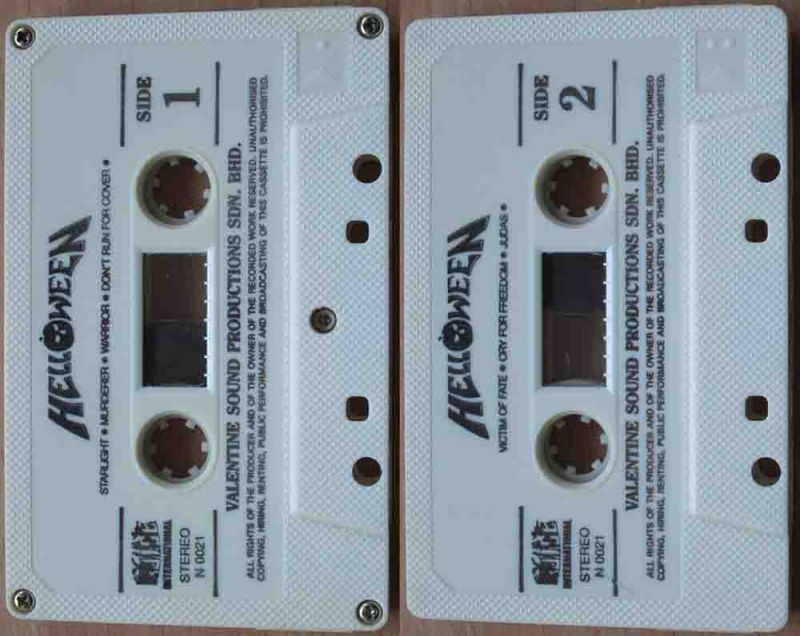 HELLOWEEN
STARLIGHT ● MURDERER ● WARRIOR ● DON'T RUN FOR COVER ●
INTERNATIONAL
STEREO
N 0021
SIDE
1
VALENTINE SOUND PRODUCTIONS SDN. BHD.
ALL RIGHTS OF THE PRODUCER AND OF THE OWNER OF THE RECORDED WORK RESERVED. UNAUTHORISED
COPYING, HIRING, RENTING, PUBLIC PERFORMANCE AND BROADCASTING OF THIS CASSETTE IS PROHIBITED.
HELLOWEEN
VICTIM OF FATE ● CRY FOR FREEDOM ● JUDAS ●
INTERNATIONAL
STEREO
N 0021
SIDE
2
VALENTINE SOUND PRODUCTIONS SDN. BHD.
ALL RIGHTS OF THE PRODUCER AND OF THE OWNER OF THE RECORDED WORK RESERVED. UNAUTHORISED
COPYING, HIRING, RENTING, PUBLIC PERFORMANCE AND BROADCASTING OF THIS CASSETTE IS PROHIBITED.